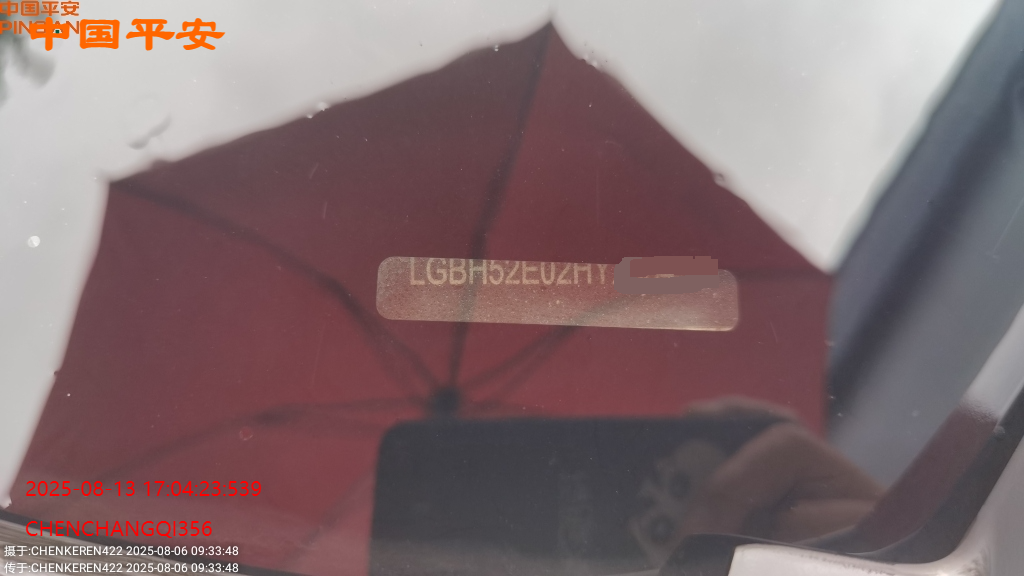 中国平安
PINGAN
中国平安
LGBH52E02HY
2025-08-13 17:04:23:539
CHENCHANGQI356
摄于:CHENKEREN422 2025-08-06 09:33:48
传于:CHENKEREN422 2025-08-06 09:33:48